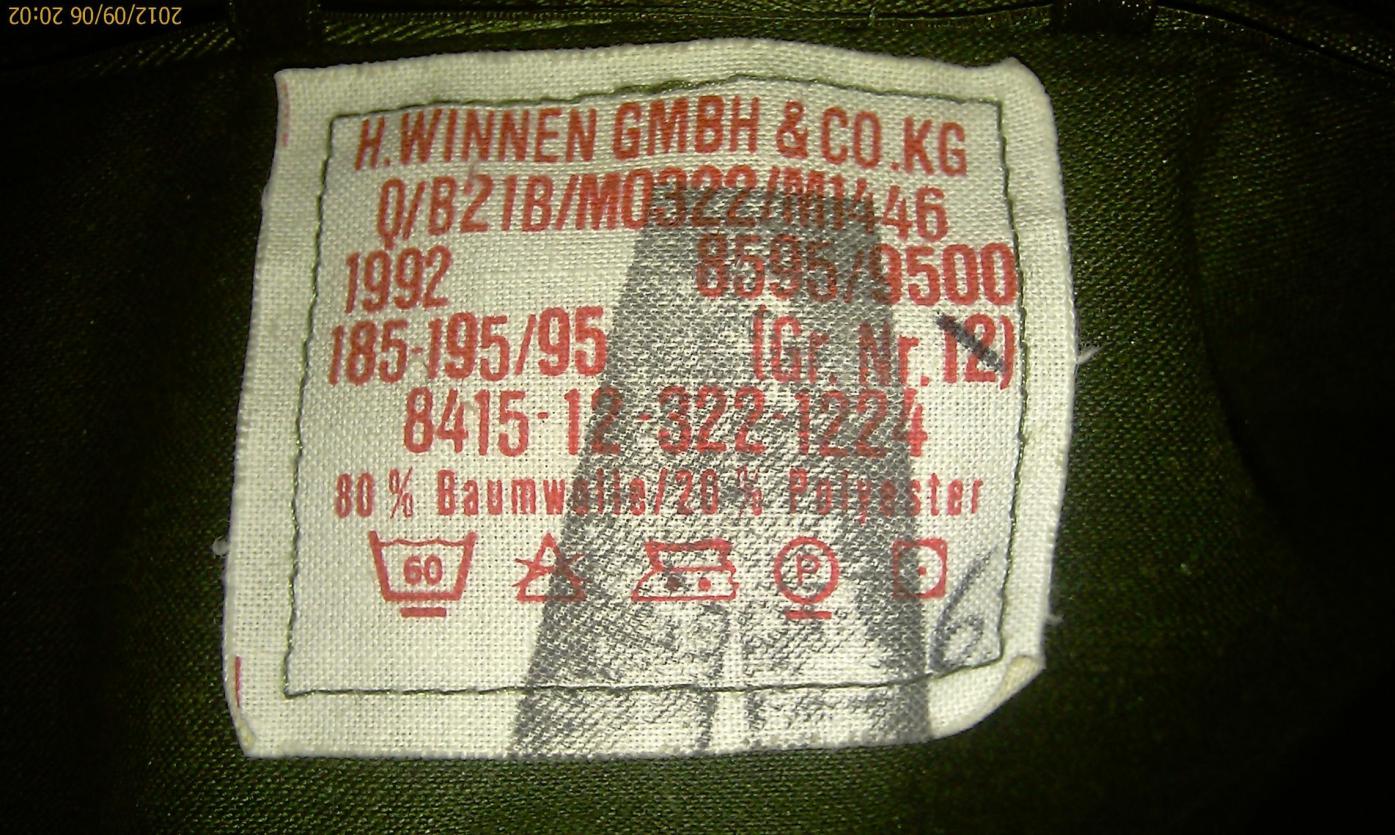 2012/09/06 20:02
H.WINNEN GMBH & CO.KG
Q/B21B/M0322/M1446
1992 8595/9500
185-195/95 (Gr. Nr. 12)
8415-12-322-1224
80 % Baumwolle/20 % Polyester
60 P
6